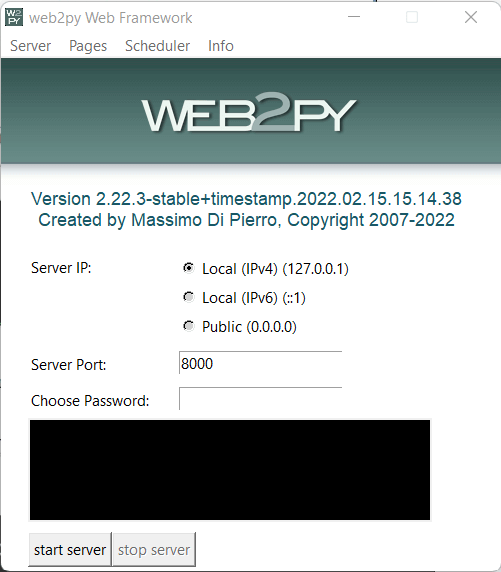 WEB2PY web2py Web Framework
Server Pages Scheduler Info
WEB2PY
Version 2.22.3-stable+timestamp.2022.02.15.15.14.38
Created by Massimo Di Pierro, Copyright 2007-2022
Server IP: Local (IPv4) (127.0.0.1)
Local (IPv6) (::1)
Public (0.0.0.0)
Server Port: 8000
Choose Password:
start server stop server